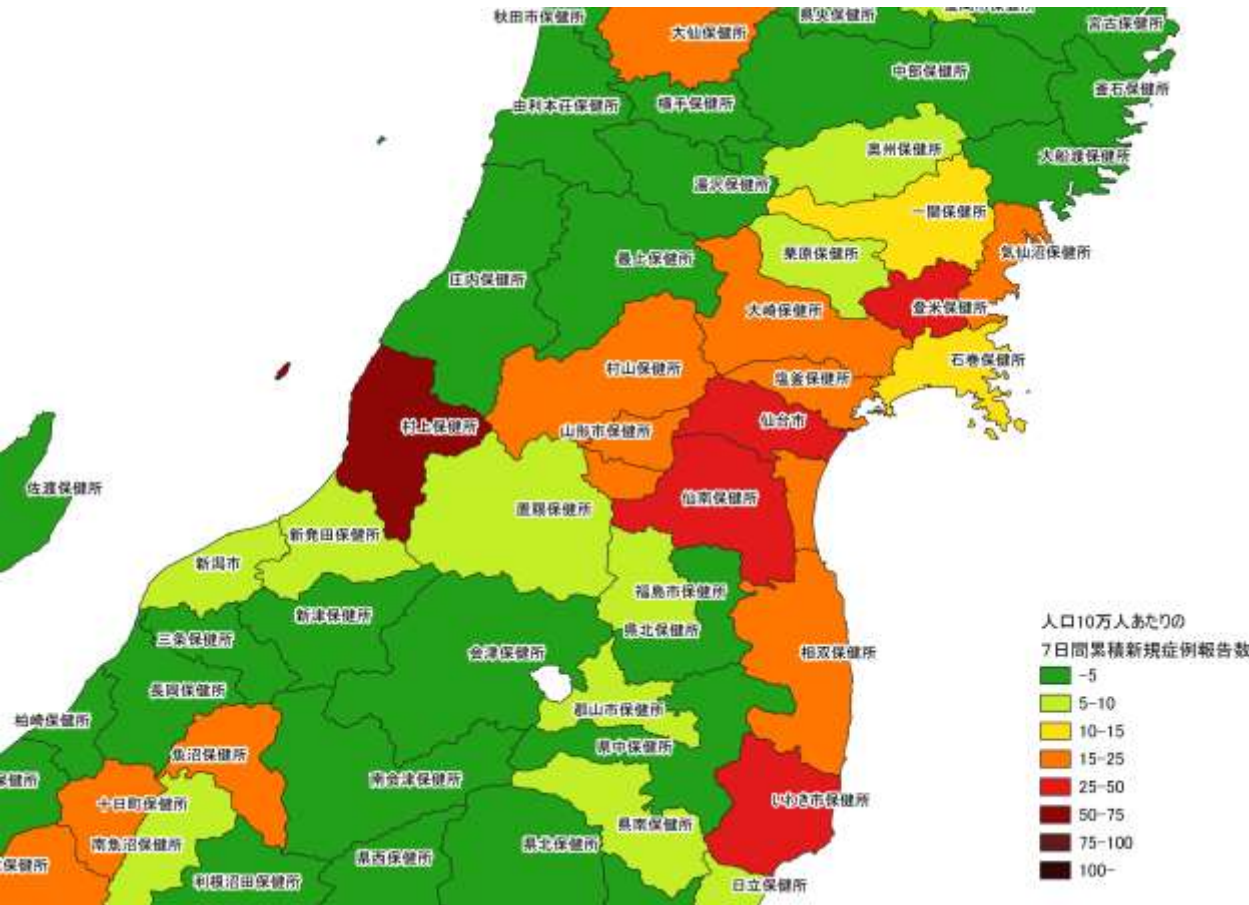 秋田市保健所
大仙保健所
県央保健所
宮古保健所
中部保健所
釜石保健所
由利本荘保健所
横手保健所
奥州保健所
大船渡保健所
湯沢保健所
一関保健所
栗原保健所
気仙沼保健所
最上保健所
庄内保健所
大崎保健所
登米保健所
石巻保健所
村山保健所
塩釜保健所
仙台市
山形市保健所
村上保健所
佐渡保健所
仙南保健所
置賜保健所
新発田保健所
新潟市
福島市保健所
新津保健所
県北保健所
三条保健所
会津保健所
相双保健所
長岡保健所
郡山市保健所
柏崎保健所
県中保健所
魚沼保健所
南会津保健所
保健所
十日町保健所
いわき市保健所
県南保健所
南魚沼保健所
県北保健所
県西保健所
保健所
利根沼田保健所
日立保健所
人口10万人あたりの
7日間累積新規症例報告数
-5
5-10
10-15
15-25
25-50
50-75
75-100
100-